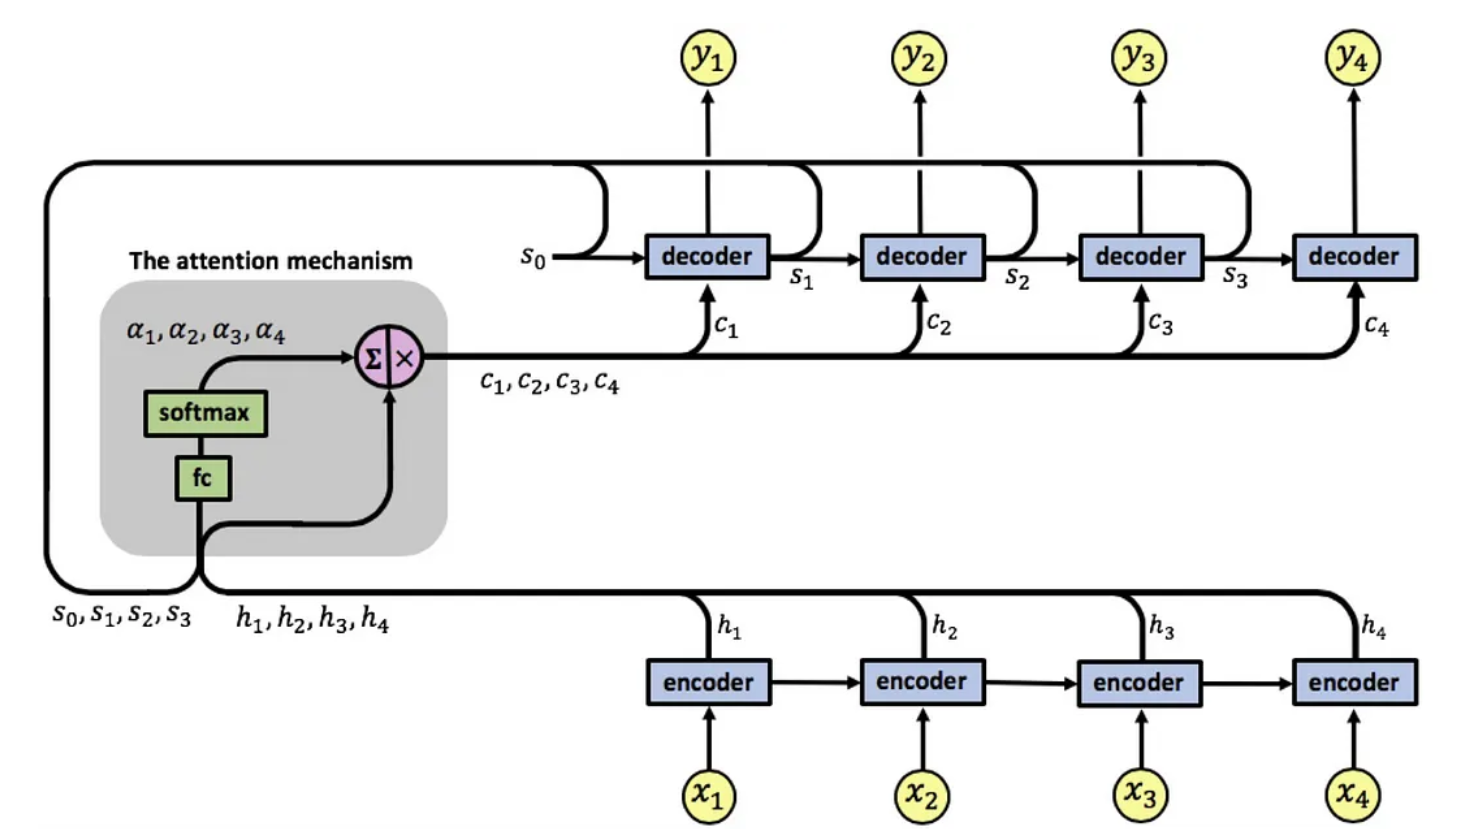 y₁ y₂ y₃ y₄
s₀ decoder s₁ decoder s₂ decoder s₃ decoder
The attention mechanism
α₁, α₂, α₃, α₄
c₁ c₂ c₃ c₄
Σ ×
c₁, c₂, c₃, c₄
softmax
fc
s₀, s₁, s₂, s₃ h₁, h₂, h₃, h₄
h₁ h₂ h₃ h₄
encoder encoder encoder encoder
x₁ x₂ x₃ x₄